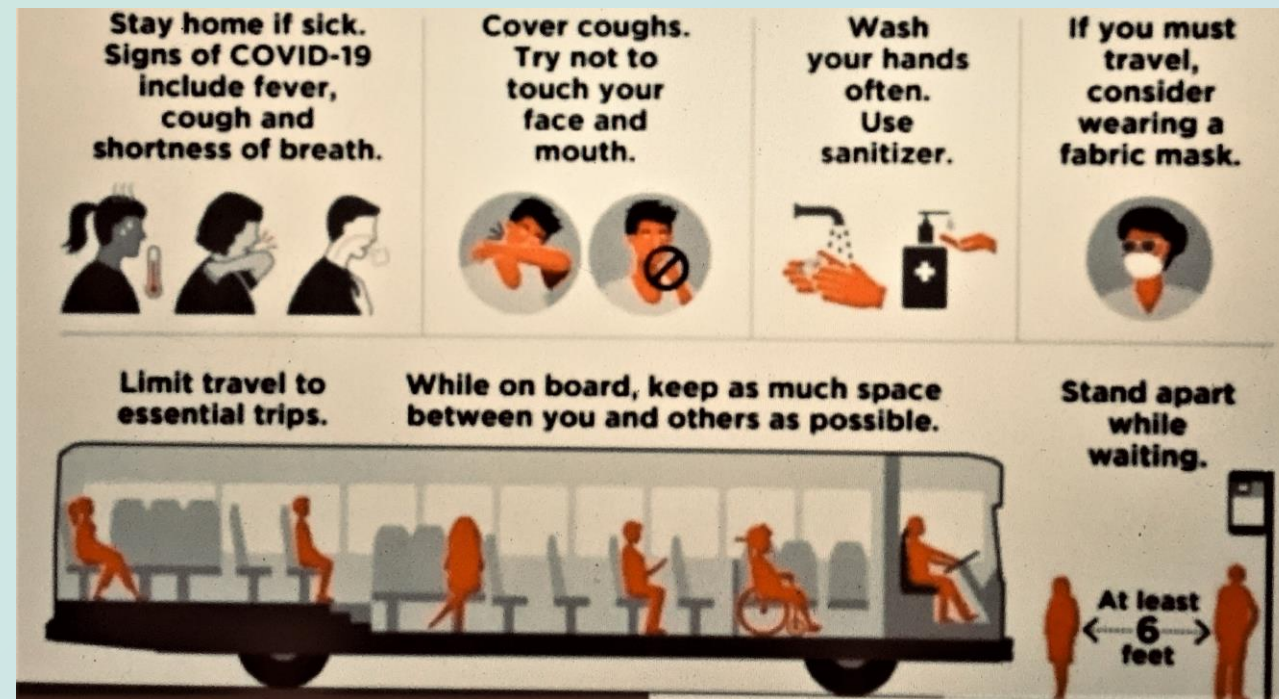 Stay home if sick.
Signs of COVID-19
include fever,
cough and
shortness of breath.
Cover coughs.
Try not to
touch your
face and
mouth.
Wash
your hands
often.
Use
sanitizer.
If you must
travel,
consider
wearing a
fabric mask.
Limit travel to
essential trips.
While on board, keep as much space
between you and others as possible.
Stand apart
while
waiting.
At least
6
feet